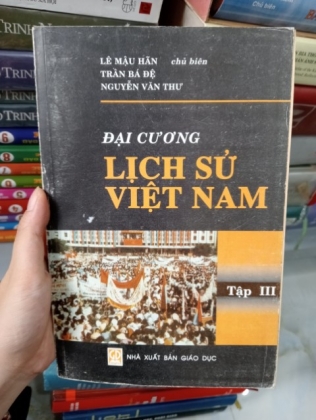 LÊ MẬU HÃN chủ biên
TRẦN BÁ ĐỆ
NGUYỄN VĂN THƯ
ĐẠI CƯƠNG
LỊCH SỬ
VIỆT NAM
Tập III
NHÀ XUẤT BẢN GIÁO DỤC